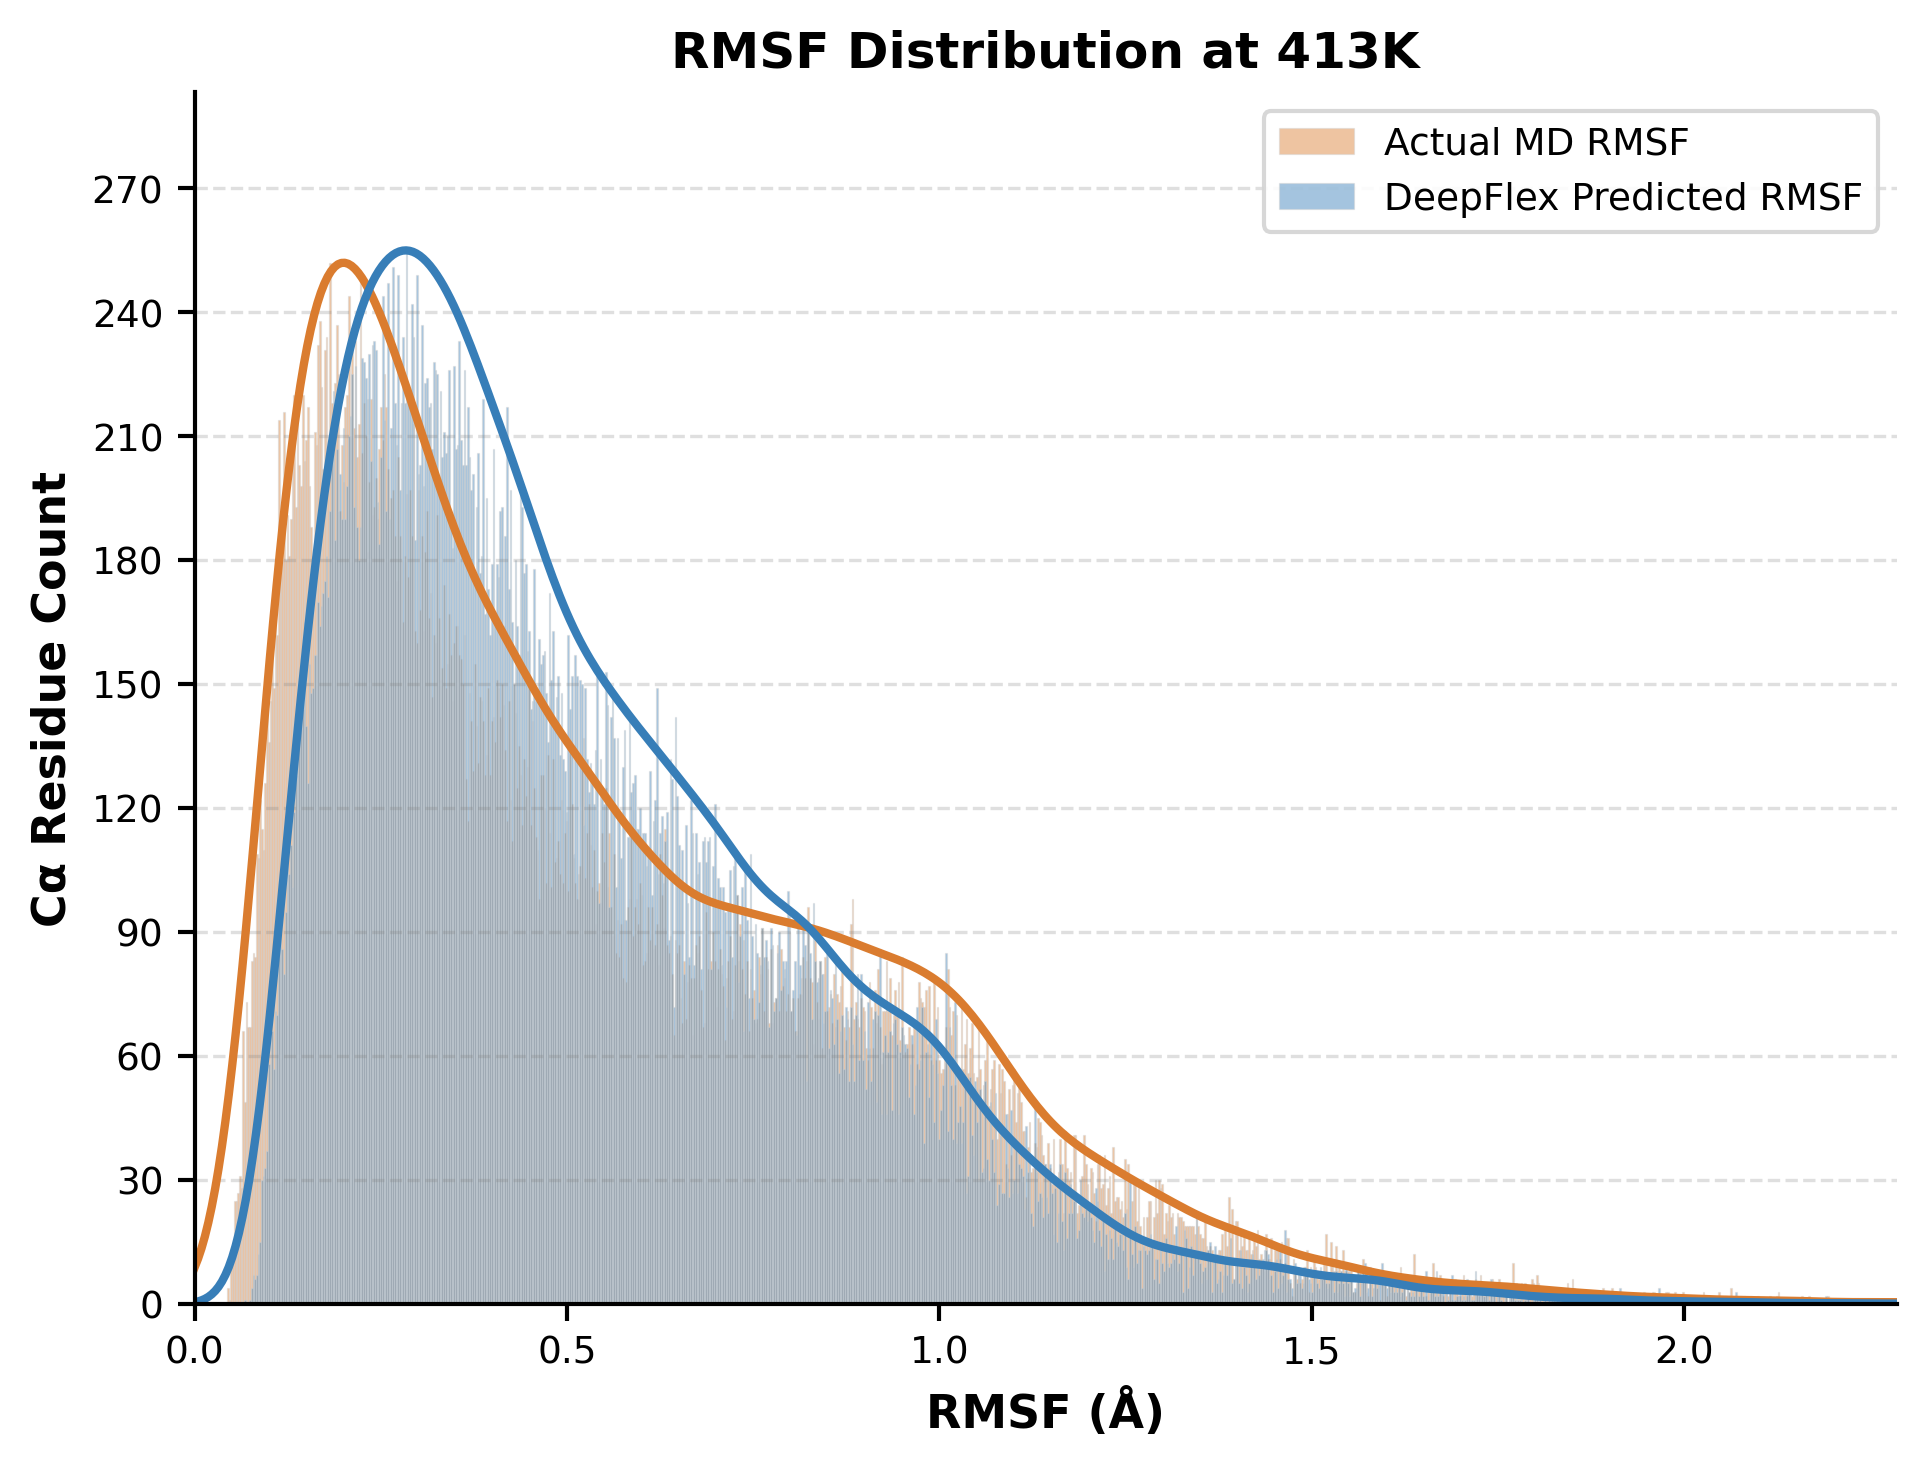 RMSF Distribution at 413K
Actual MD RMSF
DeepFlex Predicted RMSF
Cα Residue Count
270
240
210
180
150
120
90
60
30
0
0.0 0.5 1.0 1.5 2.0
RMSF (Å)